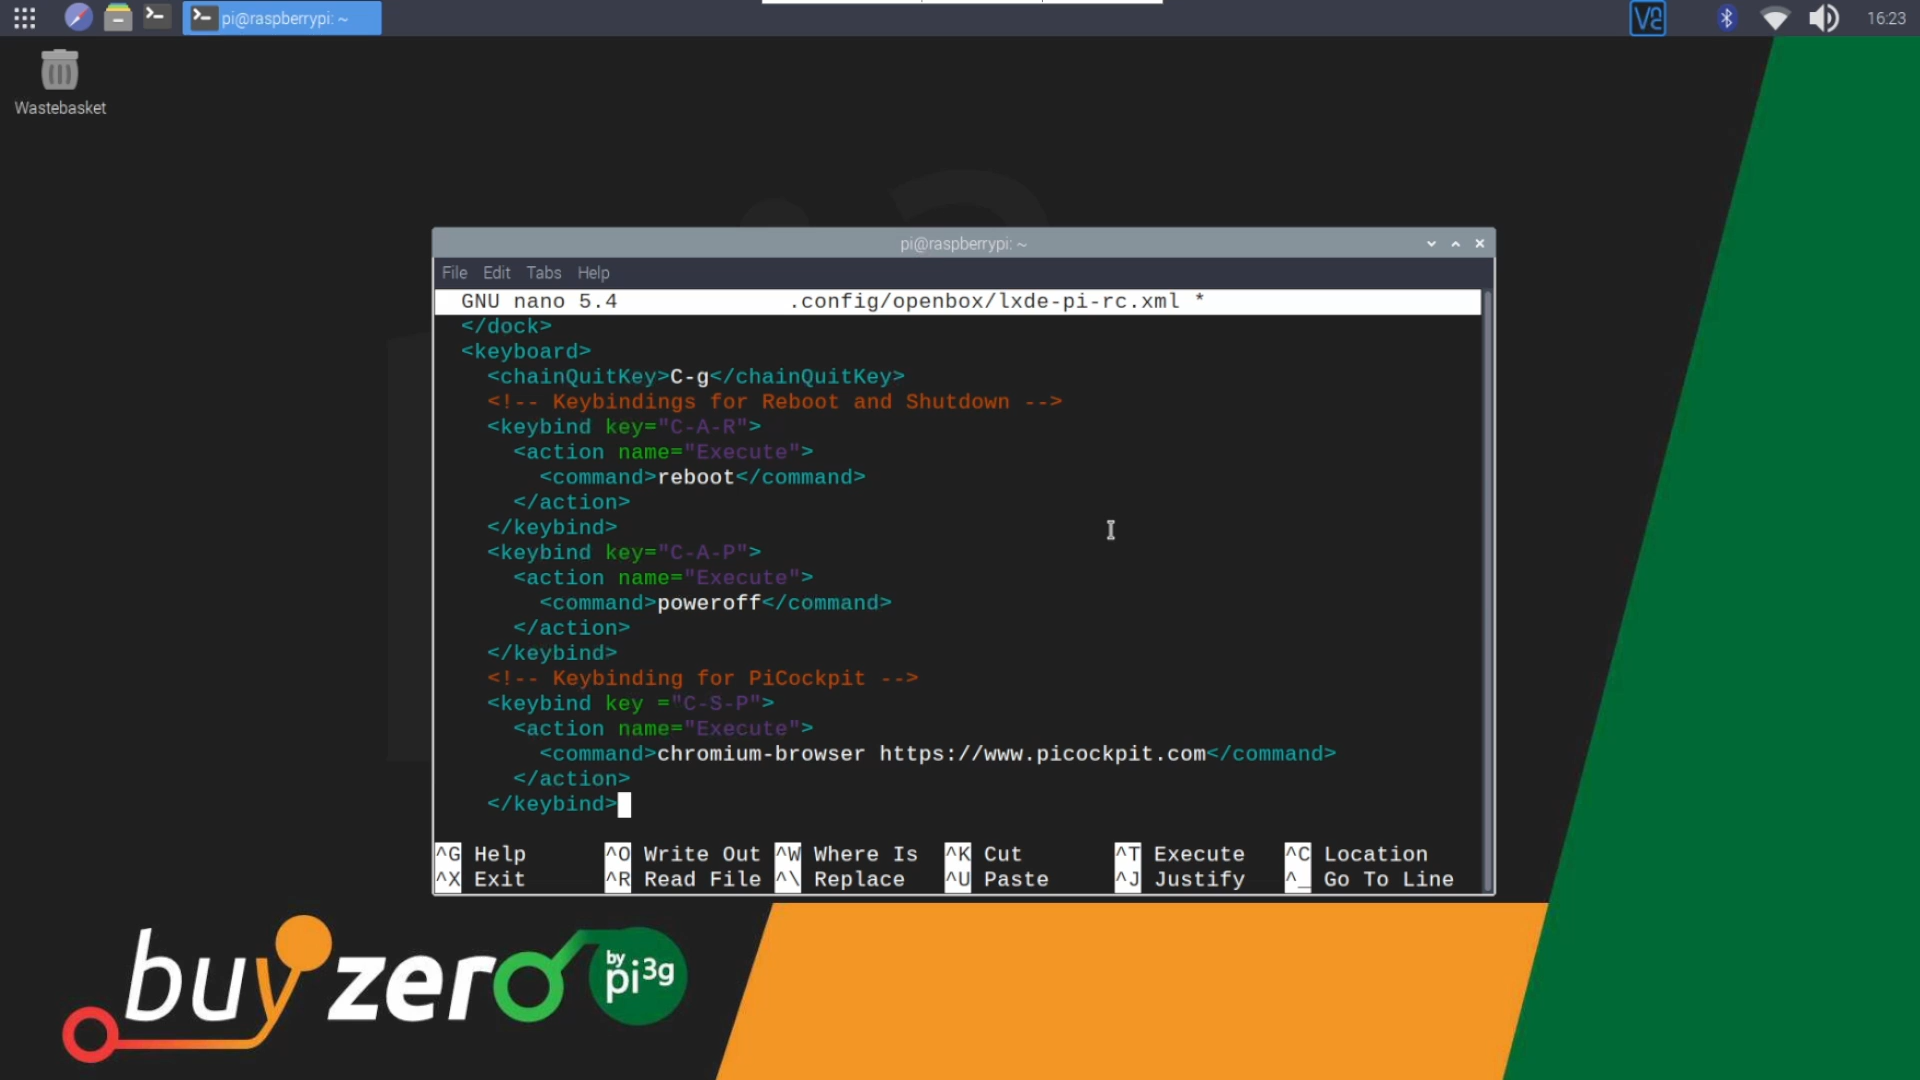 pi@raspberrypi: ~
16:23
Wastebasket
pi@raspberrypi: ~
File Edit Tabs Help
GNU nano 5.4 .config/openbox/lxde-pi-rc.xml *
</dock>
<keyboard>
<chainQuitKey>C-g</chainQuitKey>
<!-- Keybindings for Reboot and Shutdown -->
<keybind key="C-A-R">
<action name="Execute">
<command>reboot</command>
</action>
</keybind>
<keybind key="C-A-P">
<action name="Execute">
<command>poweroff</command>
</action>
</keybind>
<!-- Keybinding for PiCockpit -->
<keybind key ="C-S-P">
<action name="Execute">
<command>chromium-browser https://www.picockpit.com</command>
</action>
</keybind>
^G Help ^O Write Out ^W Where Is ^K Cut ^T Execute ^C Location
^X Exit ^R Read File ^\ Replace ^U Paste ^J Justify ^_ Go To Line
buyzero by pi3g